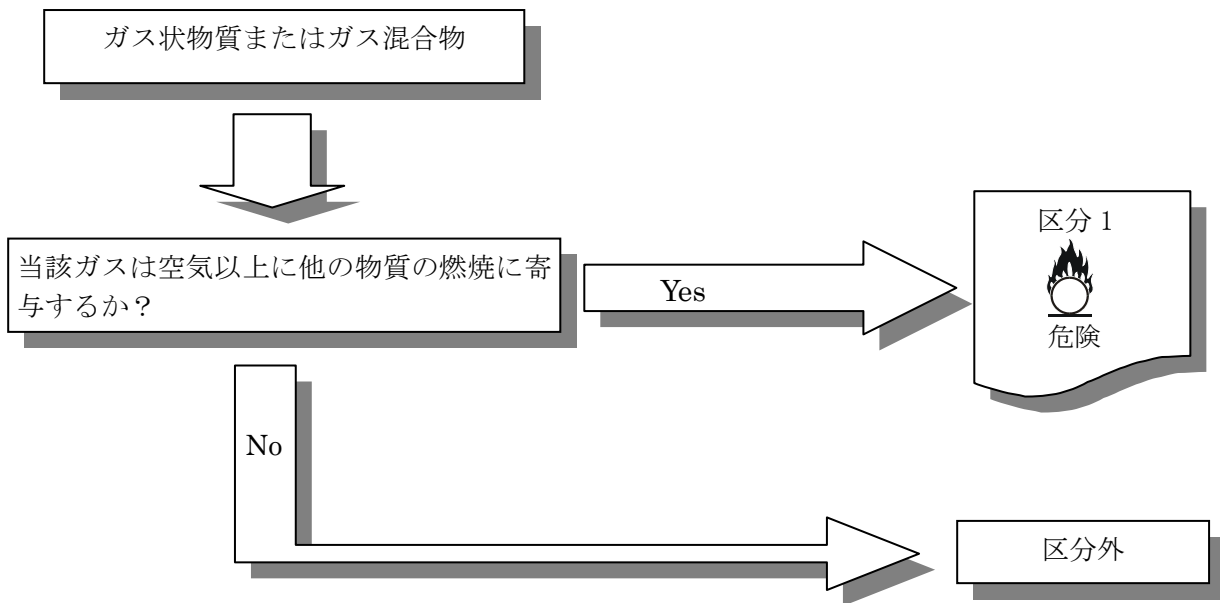 ガス状物質またはガス混合物
当該ガスは空気以上に他の物質の燃焼に寄
与するか？
Yes
区分 1
危険
No
区分外